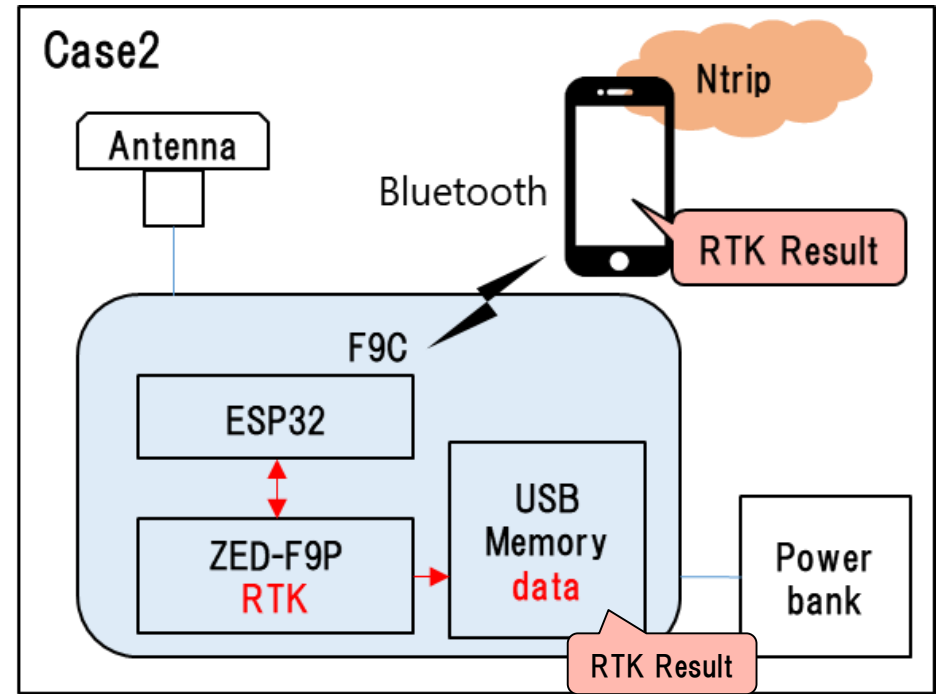 Case2
Ntrip
Antenna
Bluetooth
RTK Result
F9C
ESP32
ZED-F9P
RTK
USB
Memory
data
Power
bank
RTK Result